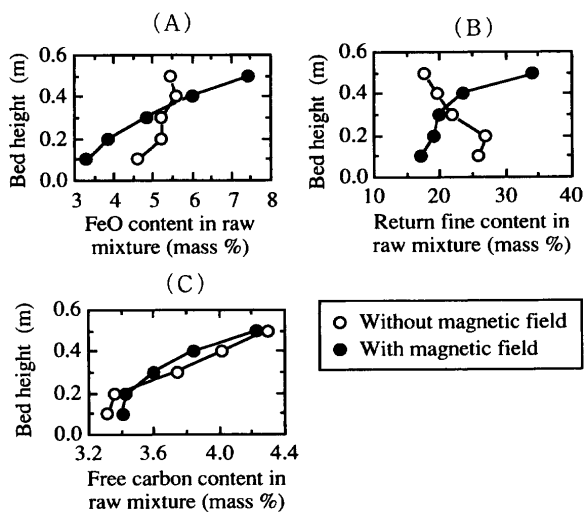 (A)
Bed height (m)
0.6
0.4
0.2
0.0
3 4 5 6 7 8
FeO content in raw
mixture (mass %)
(B)
Bed height (m)
0.6
0.4
0.2
0.0
10 20 30 40
Return fine content in
raw mixture (mass %)
(C)
Bed height (m)
0.6
0.4
0.2
0.0
3.2 3.6 4.0 4.4
Free carbon content in
raw mixture (mass %)
Without magnetic field
With magnetic field